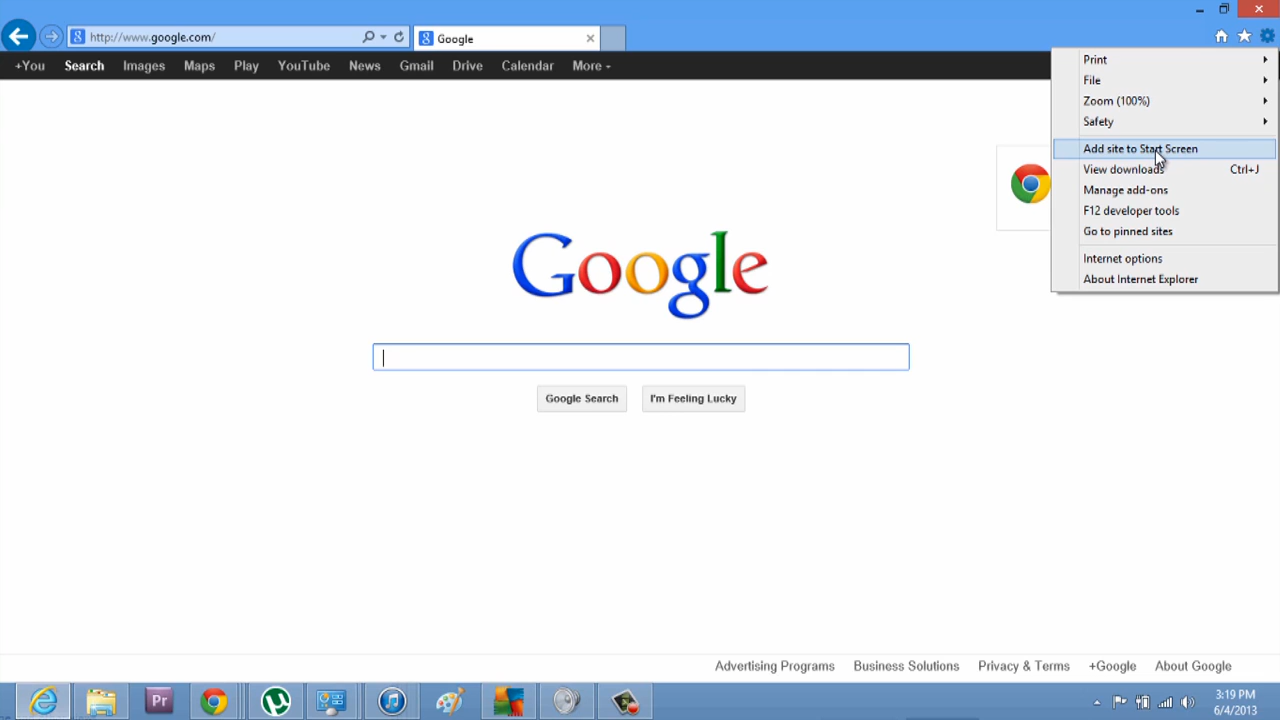 http://www.google.com/
Google
+You Search Images Maps Play YouTube News Gmail Drive Calendar More
Print
File
Zoom (100%)
Safety
Add site to Start Screen
View downloads Ctrl+J
Manage add-ons
F12 developer tools
Go to pinned sites
Internet options
About Internet Explorer
Google
Google Search I'm Feeling Lucky
Advertising Programs Business Solutions Privacy & Terms +Google About Google
Pr
3:19 PM
6/4/2013